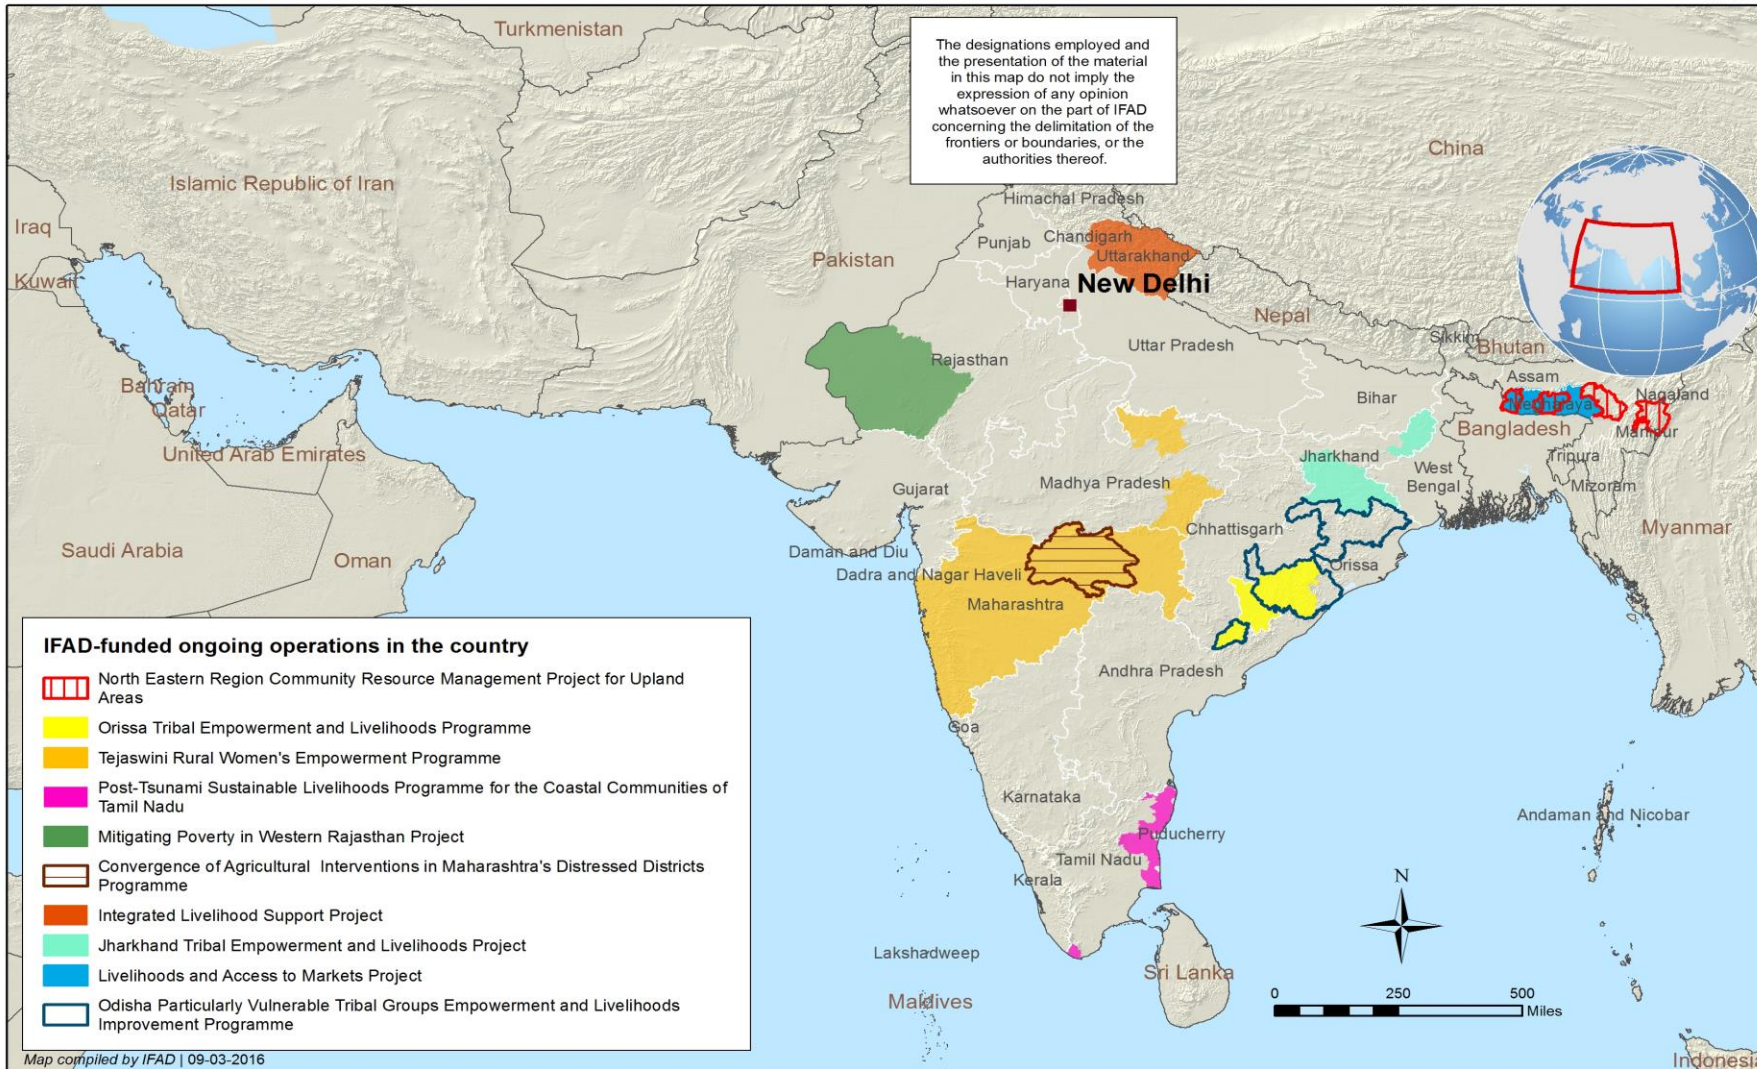 Turkmenistan
The designations employed and
the presentation of the material
in this map do not imply the
expression of any opinion
whatsoever on the part of IFAD
concerning the delimitation of the
frontiers or boundaries, or the
authorities thereof.
China
Islamic Republic of Iran
Himachal Pradesh
Iraq
Punjab
Chandigarh
Uttarakhand
Pakistan
Kuwait
Haryana
New Delhi
Nepal
Sikkim
Bhutan
Uttar Pradesh
Rajasthan
Assam
Bahrain
Qatar
Bihar
Nagaland
Meghalaya
Bangladesh
Manipur
United Arab Emirates
Jharkhand
Tripura
West
Bengal
Mizoram
Gujarat
Madhya Pradesh
Chhattisgarh
Myanmar
Saudi Arabia
Oman
Daman and Diu
Dadra and Nagar Haveli
Orissa
Maharashtra
Andhra Pradesh
Goa
Karnataka
Puducherry
Andaman and Nicobar
Tamil Nadu
Kerala
N
Lakshadweep
Sri Lanka
Maldives
0 250 500
Miles
Indonesia
IFAD-funded ongoing operations in the country
North Eastern Region Community Resource Management Project for Upland
Areas
Orissa Tribal Empowerment and Livelihoods Programme
Tejaswini Rural Women's Empowerment Programme
Post-Tsunami Sustainable Livelihoods Programme for the Coastal Communities of
Tamil Nadu
Mitigating Poverty in Western Rajasthan Project
Convergence of Agricultural Interventions in Maharashtra's Distressed Districts
Programme
Integrated Livelihood Support Project
Jharkhand Tribal Empowerment and Livelihoods Project
Livelihoods and Access to Markets Project
Odisha Particularly Vulnerable Tribal Groups Empowerment and Livelihoods
Improvement Programme
Map compiled by IFAD | 09-03-2016